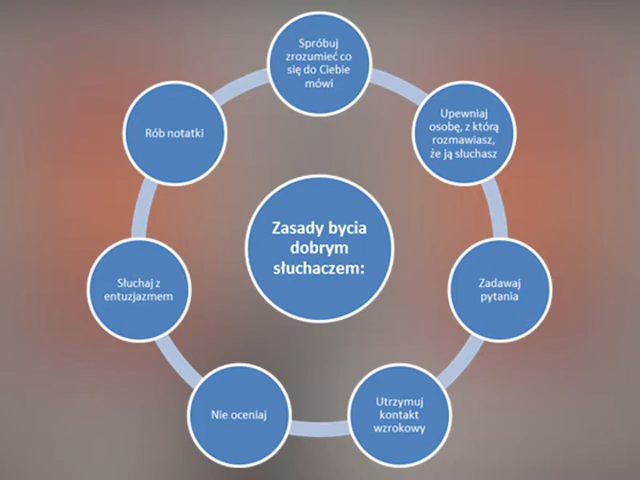 Zasady bycia
dobrym
słuchaczem:
Spróbuj
zrozumieć co
się do Ciebie
mówi
Upewniaj
osobę, z którą
rozmawiasz,
że ją słuchasz
Zadawaj
pytania
Utrzymuj
kontakt
wzrokowy
Nie oceniaj
Słuchaj z
entuzjazmem
Rób notatki